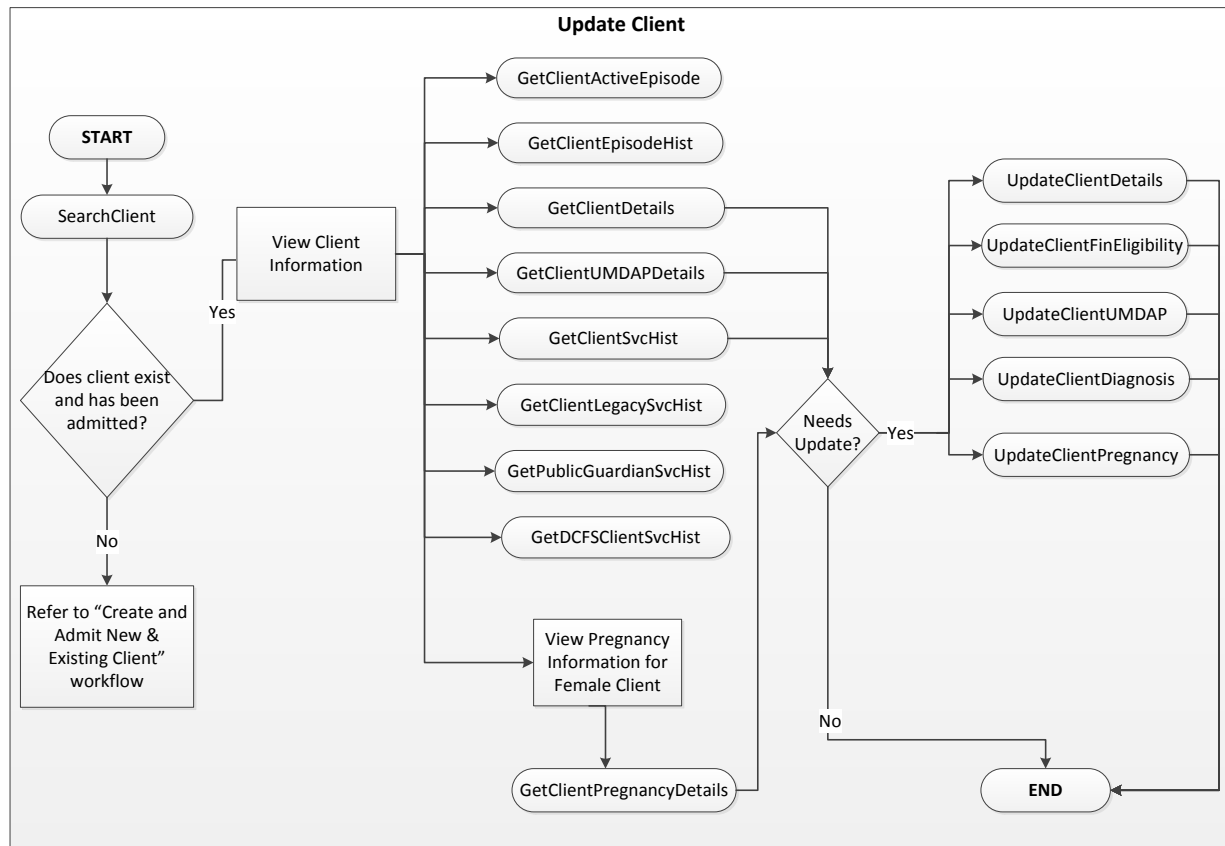 Update Client
START
SearchClient
Does client exist
and has been
admitted?
Yes
No
Refer to “Create and
Admit New &
Existing Client”
workflow
View Client
Information
GetClientActiveEpisode
GetClientEpisodeHist
GetClientDetails
GetClientUMDAPDetails
GetClientSvcHist
GetClientLegacySvcHist
GetPublicGuardianSvcHist
GetDCFSClientSvcHist
View Pregnancy
Information for
Female Client
GetClientPregnancyDetails
Needs
Update?
Yes
No
UpdateClientDetails
UpdateClientFinEligibility
UpdateClientUMDAP
UpdateClientDiagnosis
UpdateClientPregnancy
END